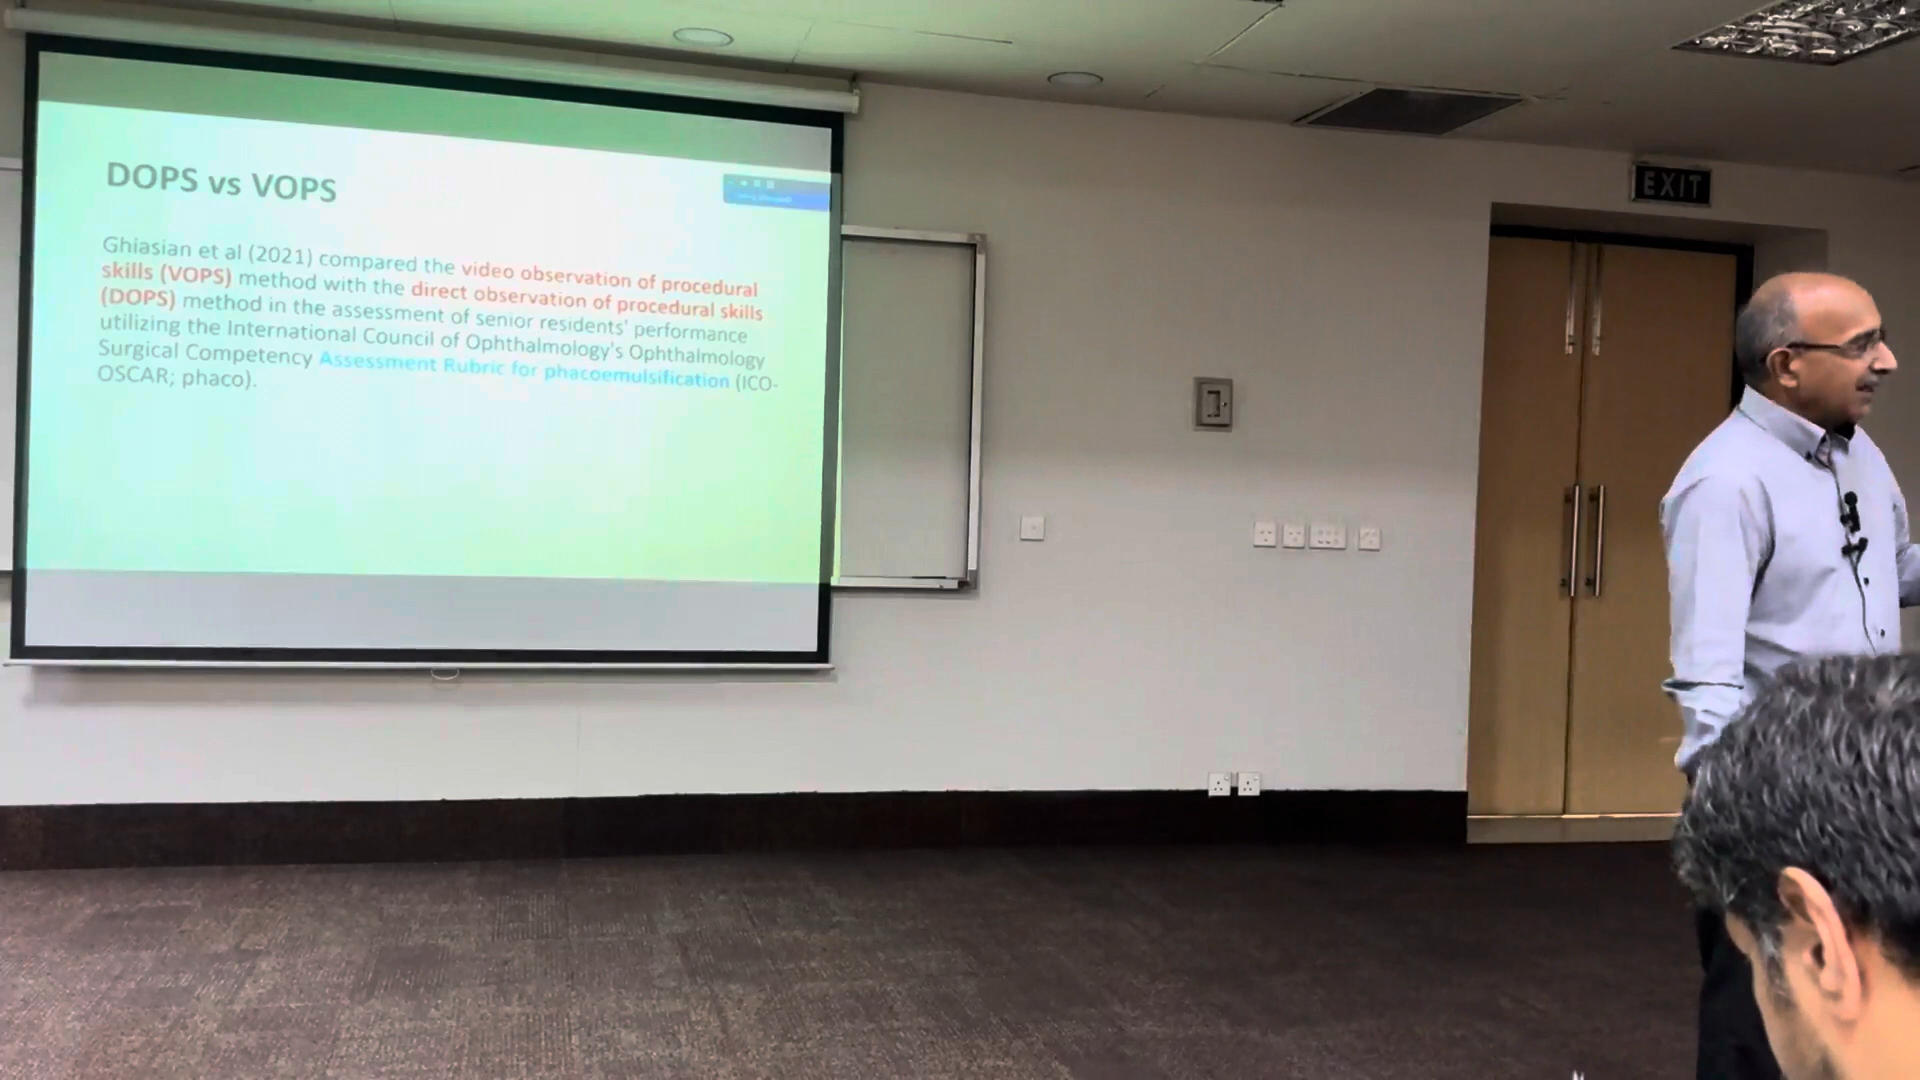 DOPS vs VOPS
Ghiasian et al (2021) compared the video observation of procedural
skills (VOPS) method with the direct observation of procedural skills
(DOPS) method in the assessment of senior residents' performance
utilizing the International Council of Ophthalmology's Ophthalmology
Surgical Competency Assessment Rubric for phacoemulsification (ICO-
OSCAR; phaco).
EXIT